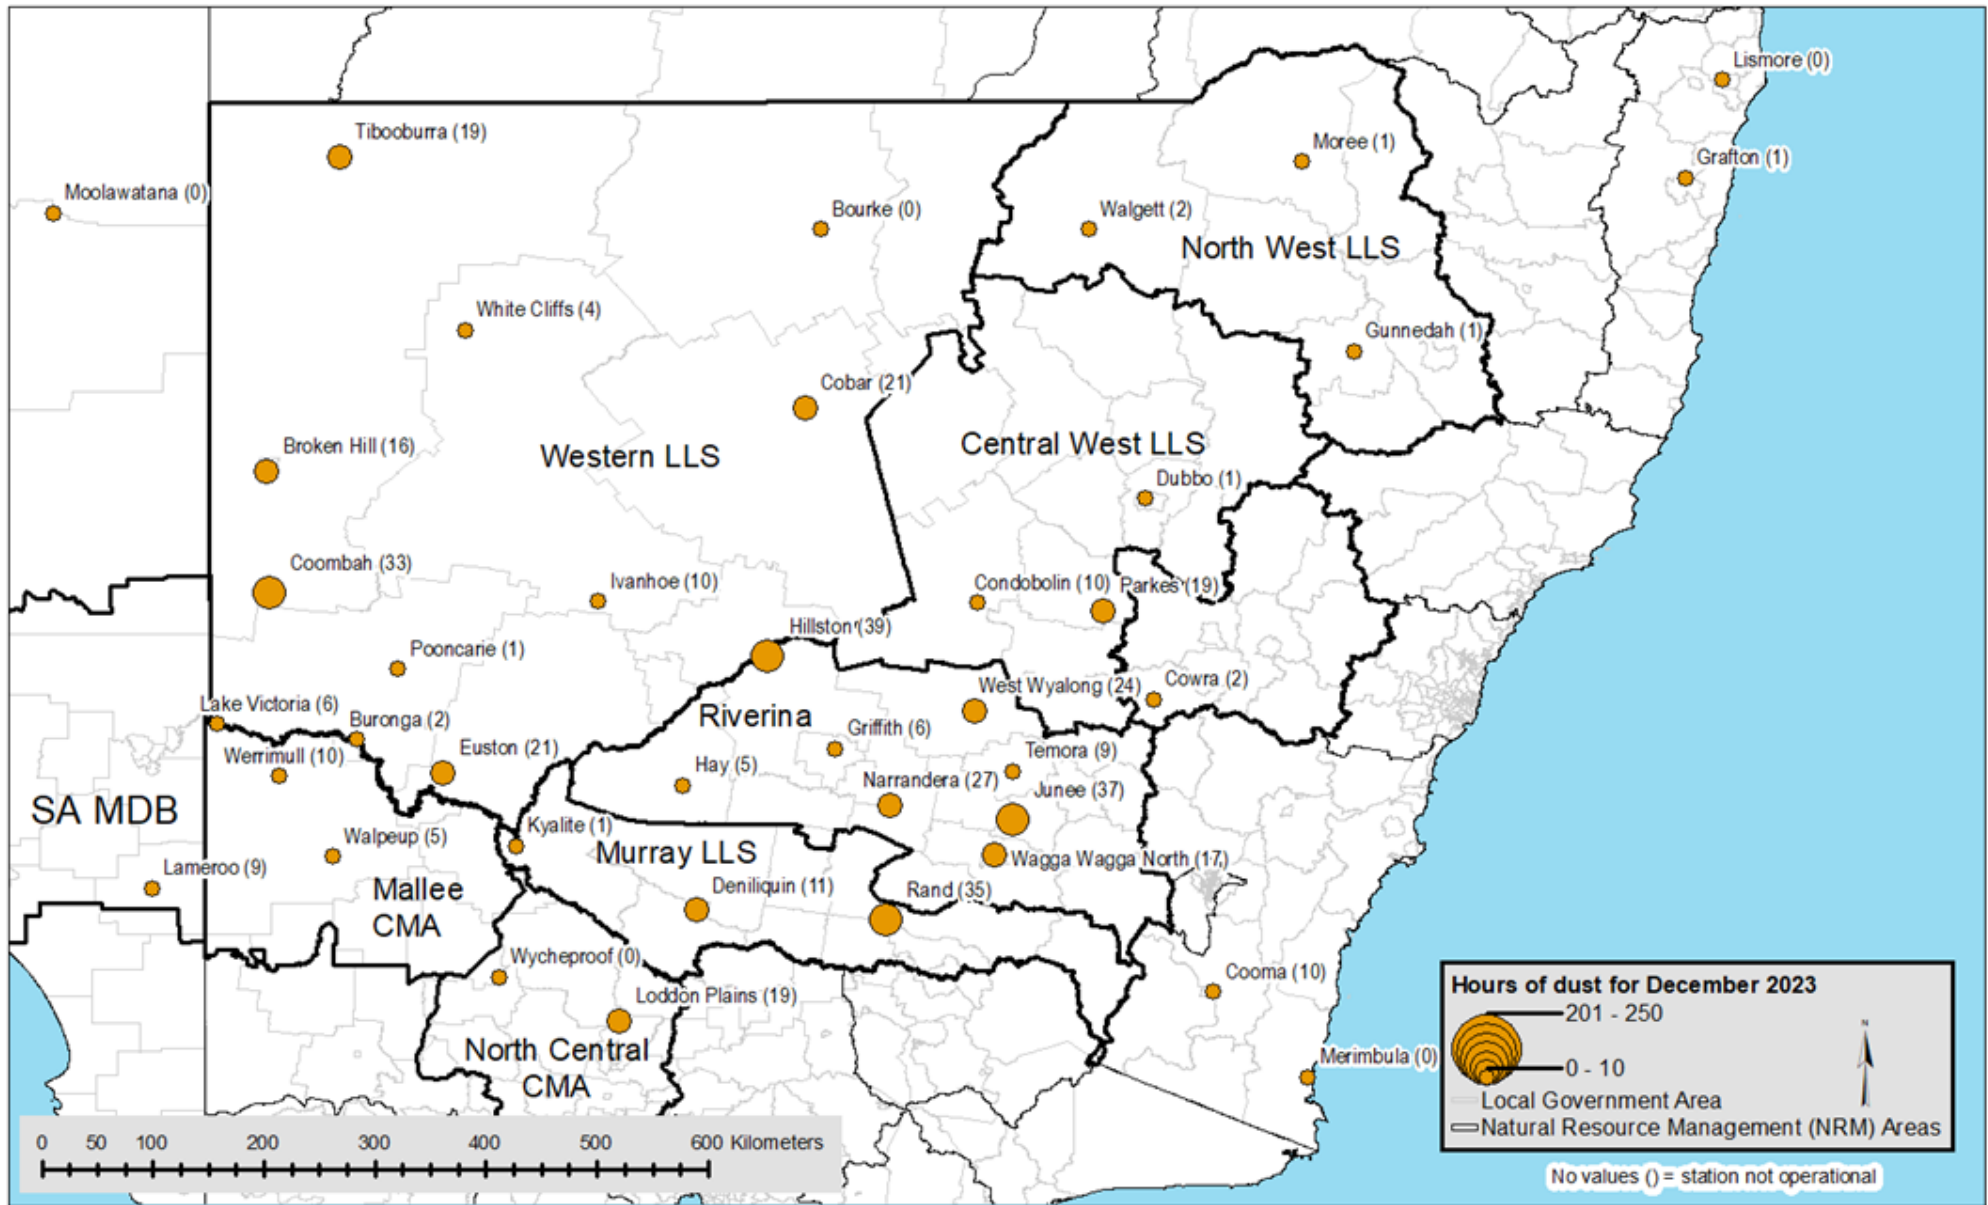 Lismore (0)
Tibooburra (19)
Moree (1)
Grafton (1)
Moolawatana (0)
Bourke (0)
Walgett (2)
North West LLS
White Cliffs (4)
Gunnedah (1)
Cobar (21)
Broken Hill (16)
Western LLS
Central West LLS
Dubbo (1)
Coombah (33)
Ivanhoe (10)
Condobolin (10)
Parkes (19)
Hillston (39)
Pooncarie (1)
West Wyalong (24)
Cowra (2)
Lake Victoria (6)
Buronga (2)
Riverina
Griffith (6)
Werrimull (10)
Euston (21)
Hay (5)
Temora (9)
Narrandera (27)
Junee (37)
SA MDB
Walpeup (5)
Kyalite (1)
Murray LLS
Wagga Wagga North (17)
Lameroo (9)
Mallee
CMA
Deniliquin (11)
Rand (35)
Wycheproof (0)
Cooma (10)
Loddon Plains (19)
North Central
CMA
Merimbula (0)
Hours of dust for December 2023
201 - 250
0 - 10
N
Local Government Area
Natural Resource Management (NRM) Areas
0 50 100 200 300 400 500 600 Kilometers
No values () = station not operational